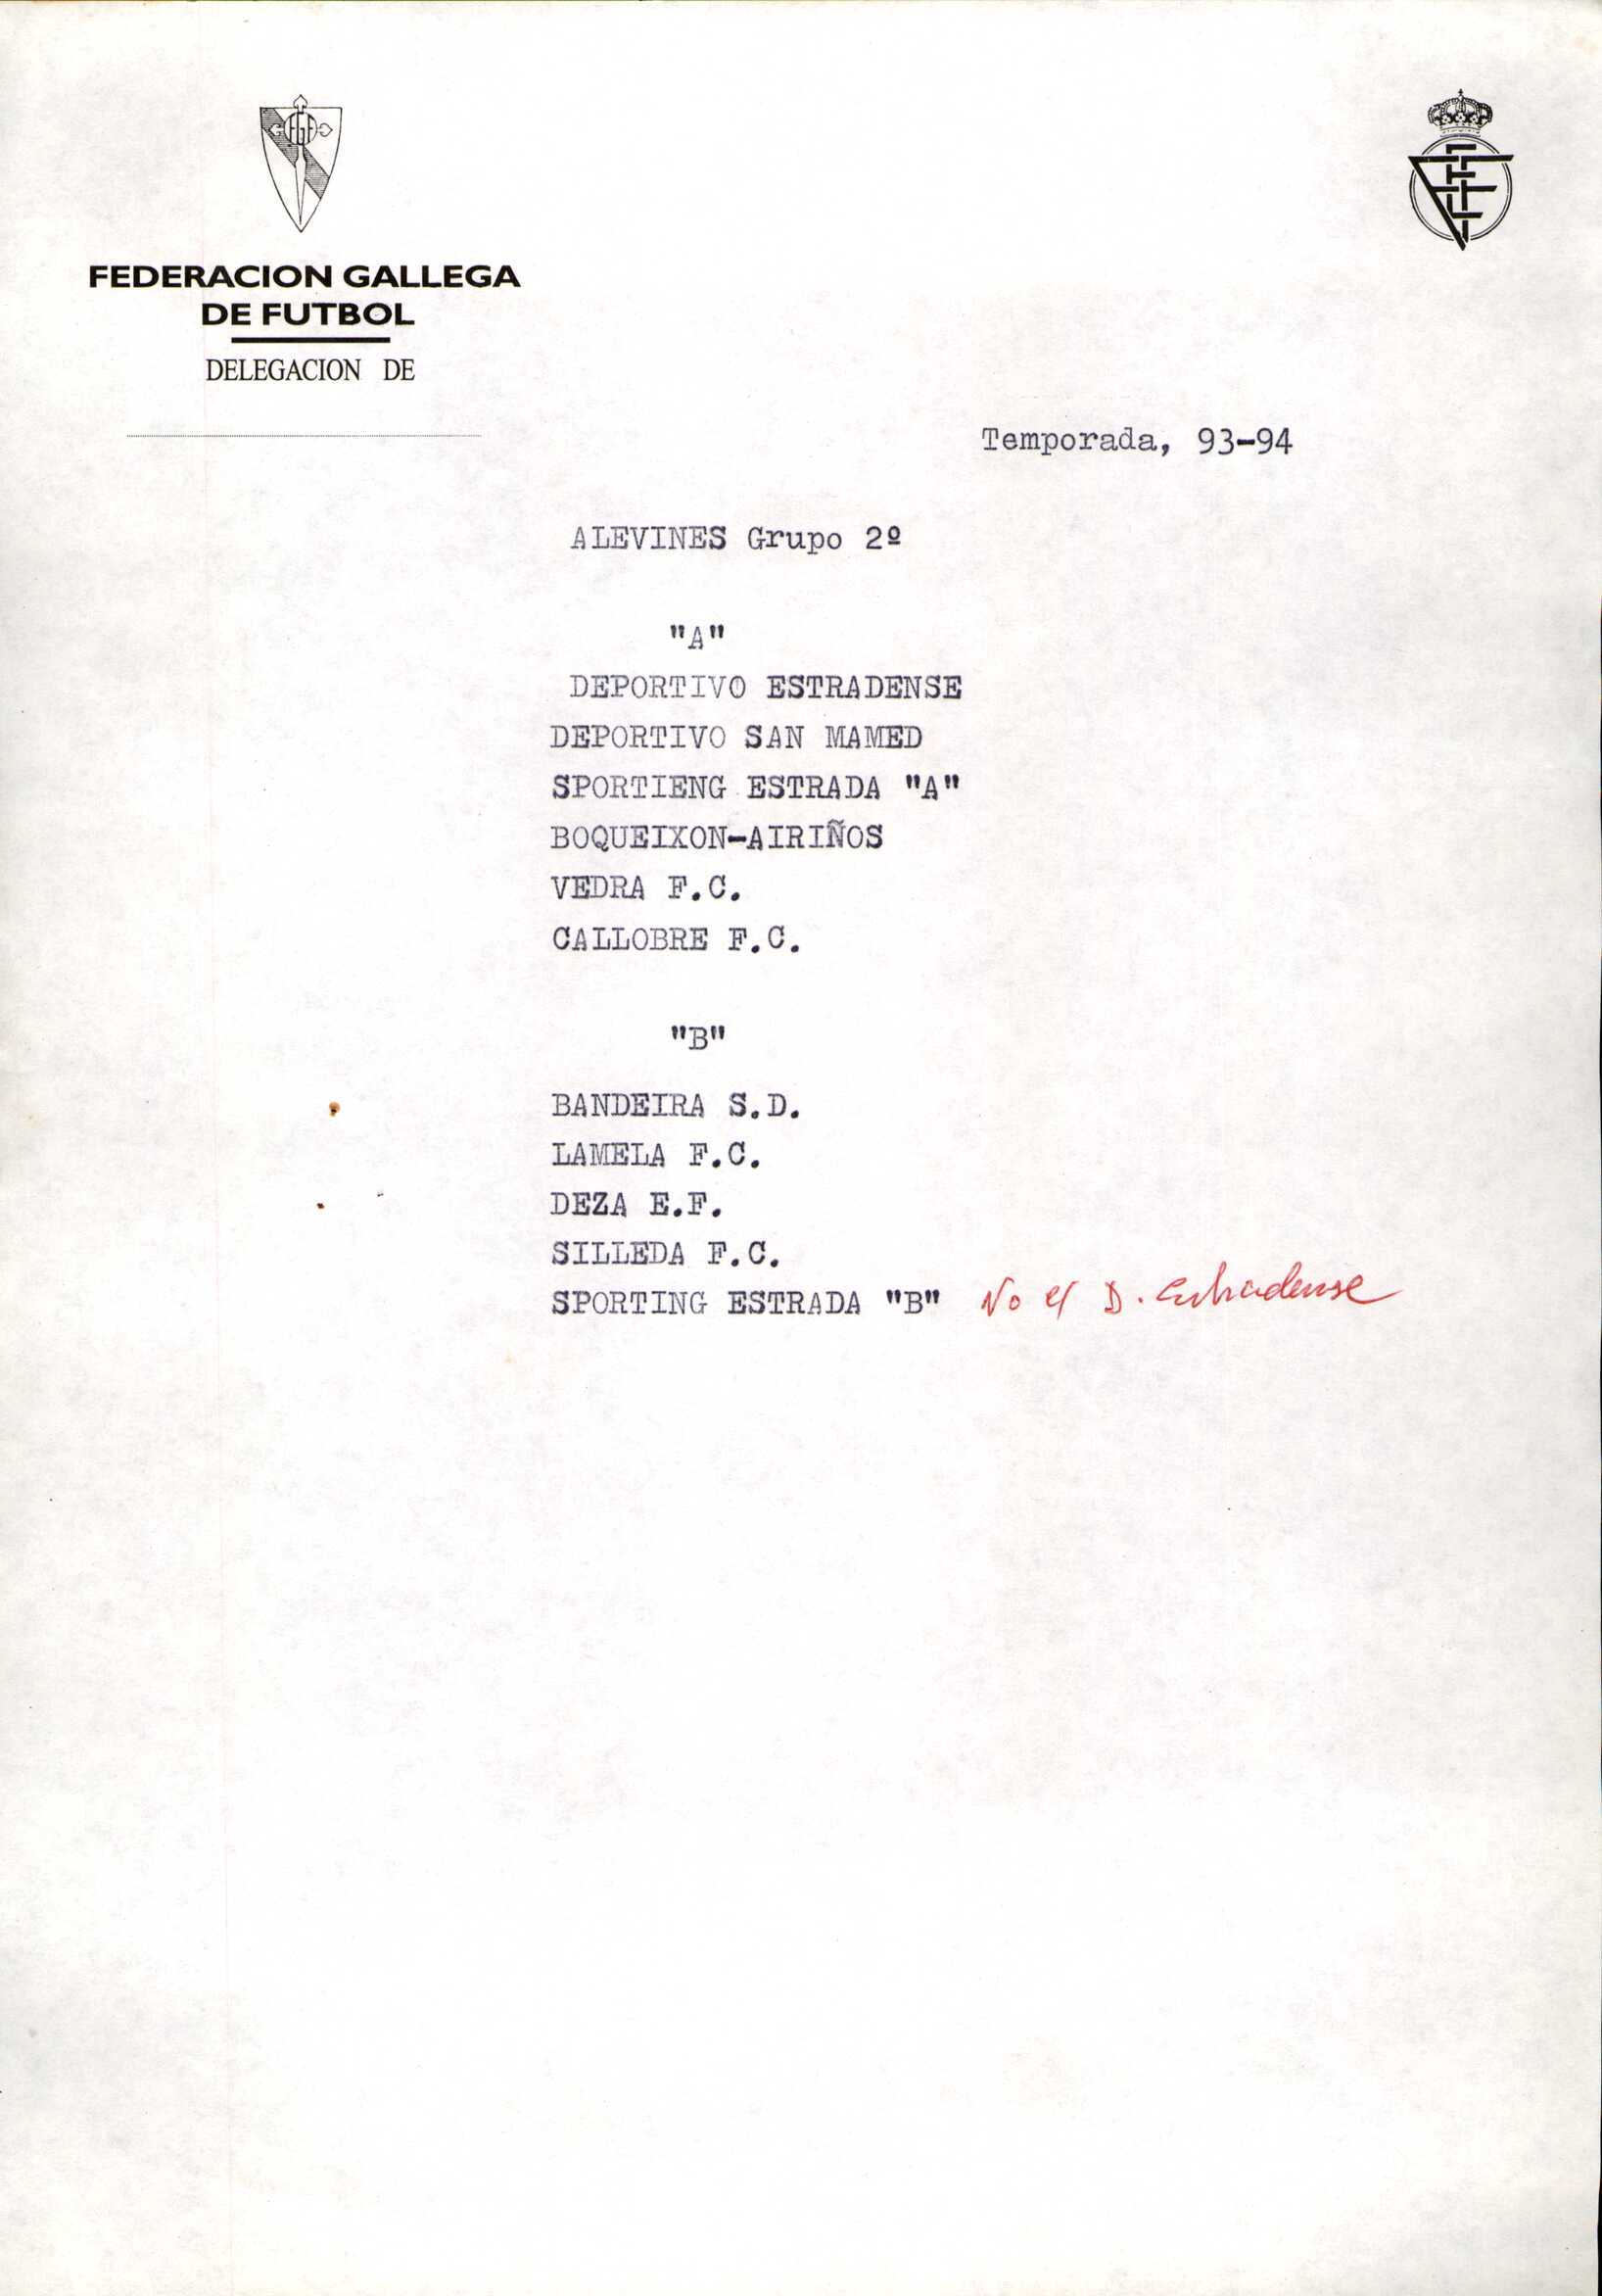 FGF
FEDERACION GALLEGA
DE FUTBOL
DELEGACION DE
Temporada, 93-94
ALEVINES Grupo 2º
"A"
DEPORTIVO ESTRADENSE
DEPORTIVO SAN MAMED
SPORTIENG ESTRADA "A"
BOQUEIXON-AIRIÑOS
VEDRA F.C.
CALLOBRE F.C.
"B"
BANDEIRA S.D.
LAMELA F.C.
DEZA E.F.
SILLEDA F.C.
SPORTING ESTRADA "B" No el D. Estradense